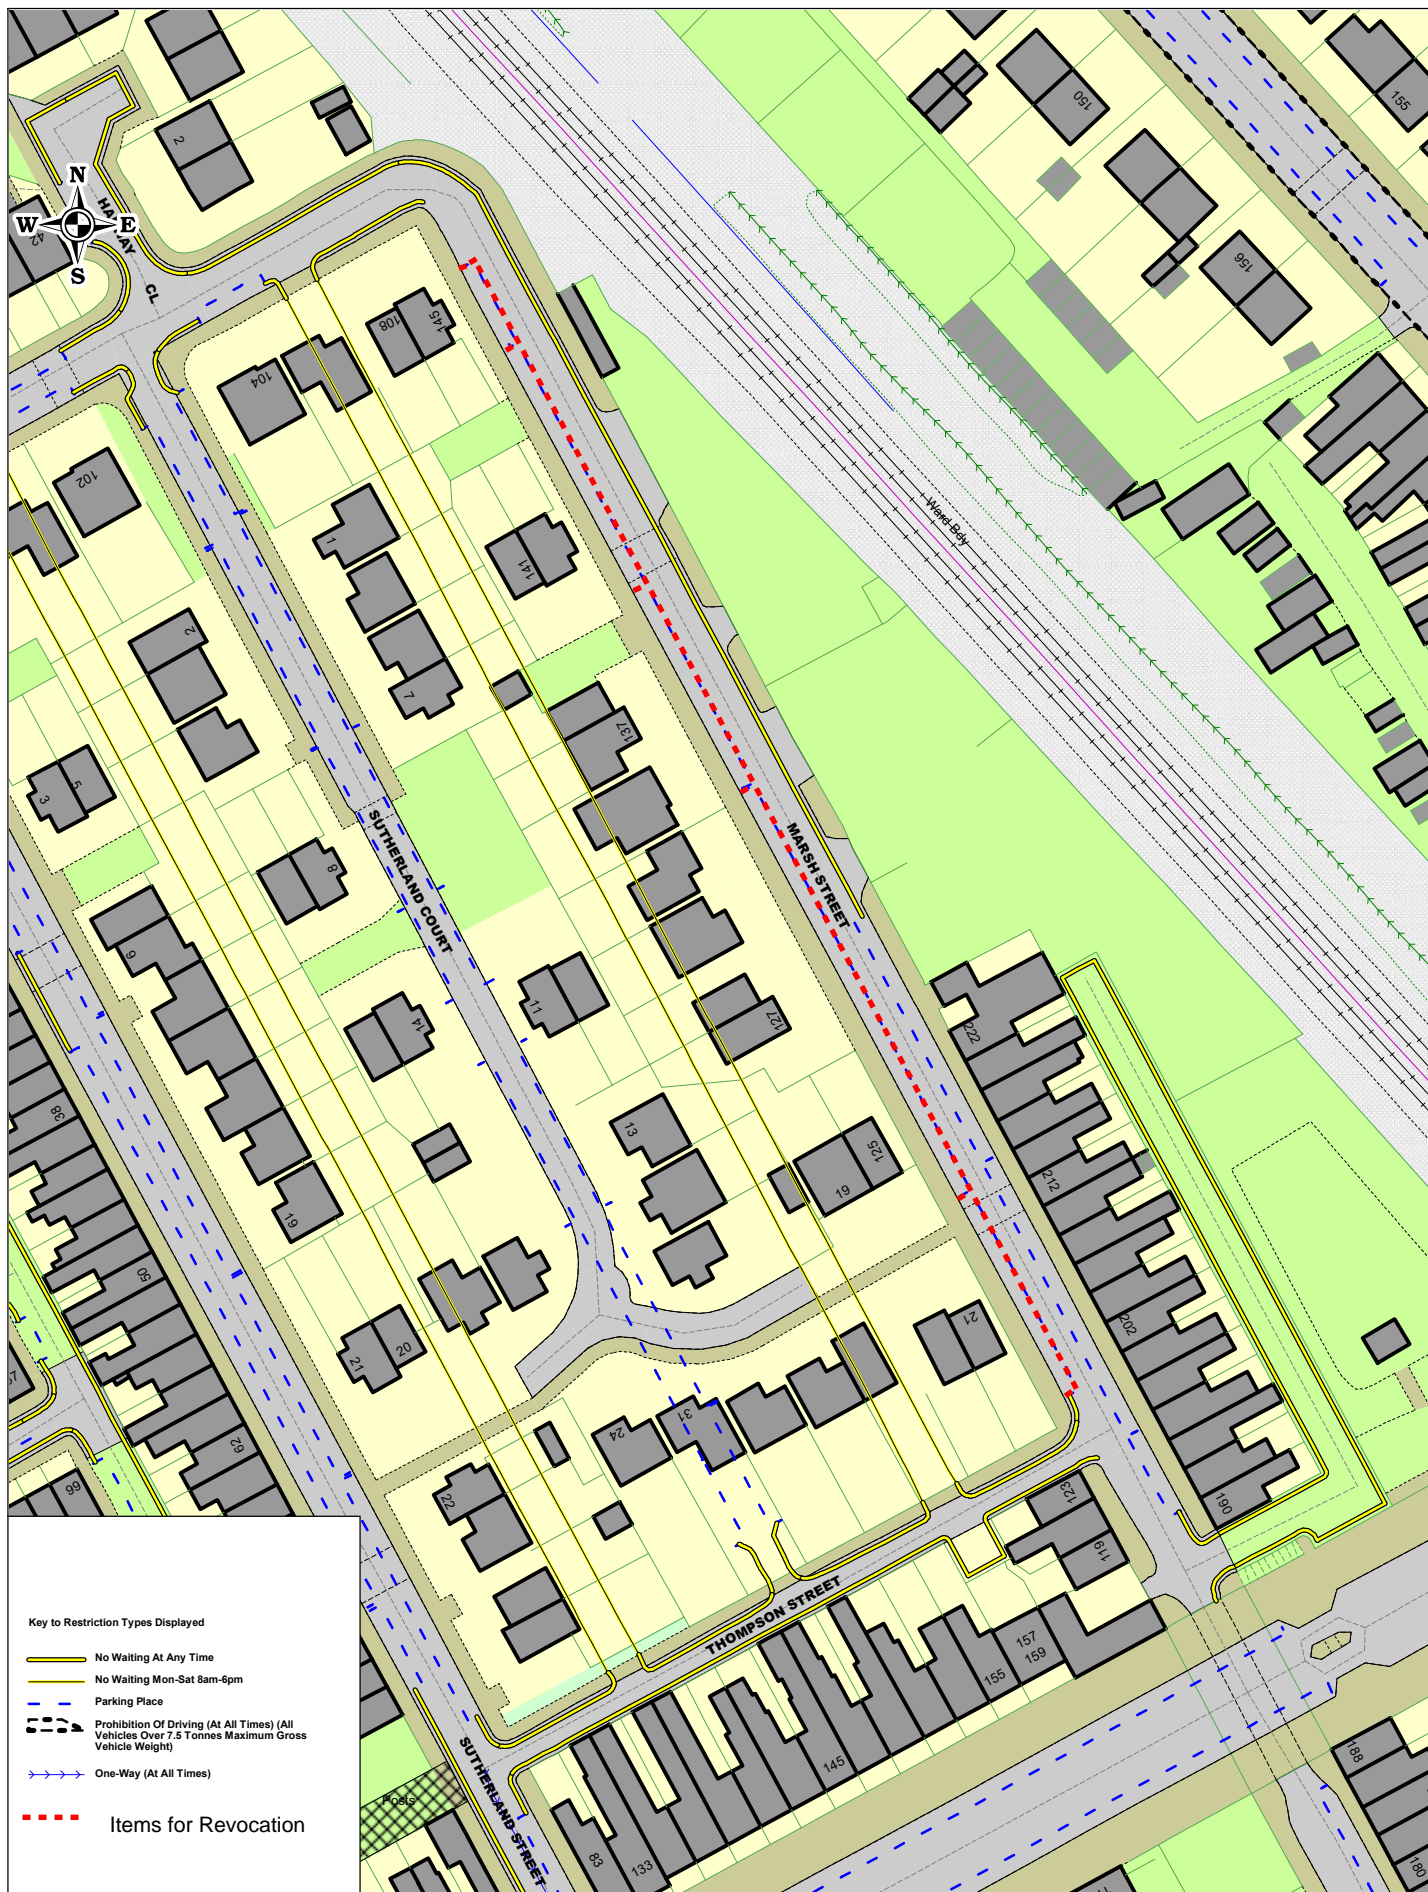 155
150
2
N
W
E
S
42
CL
156
108
145
104
102
Ward Bdy
1
141
2
7
137
3
5
MARSH STREET
SUTHERLAND COURT
8
9
11
14
127
222
38
13
125
19
212
19
50
202
21
20
21
31
24
62
66
22
123
190
119
THOMPSON STREET
157
159
155
145
188
SUTHERLAND STREET
Posts
83
133
180
Key to Restriction Types Displayed
No Waiting At Any Time
No Waiting Mon-Sat 8am-6pm
Parking Place
Prohibition Of Driving (At All Times) (All
Vehicles Over 7.5 Tonnes Maximum Gross
Vehicle Weight)
One-Way (At All Times)
Items for Revocation